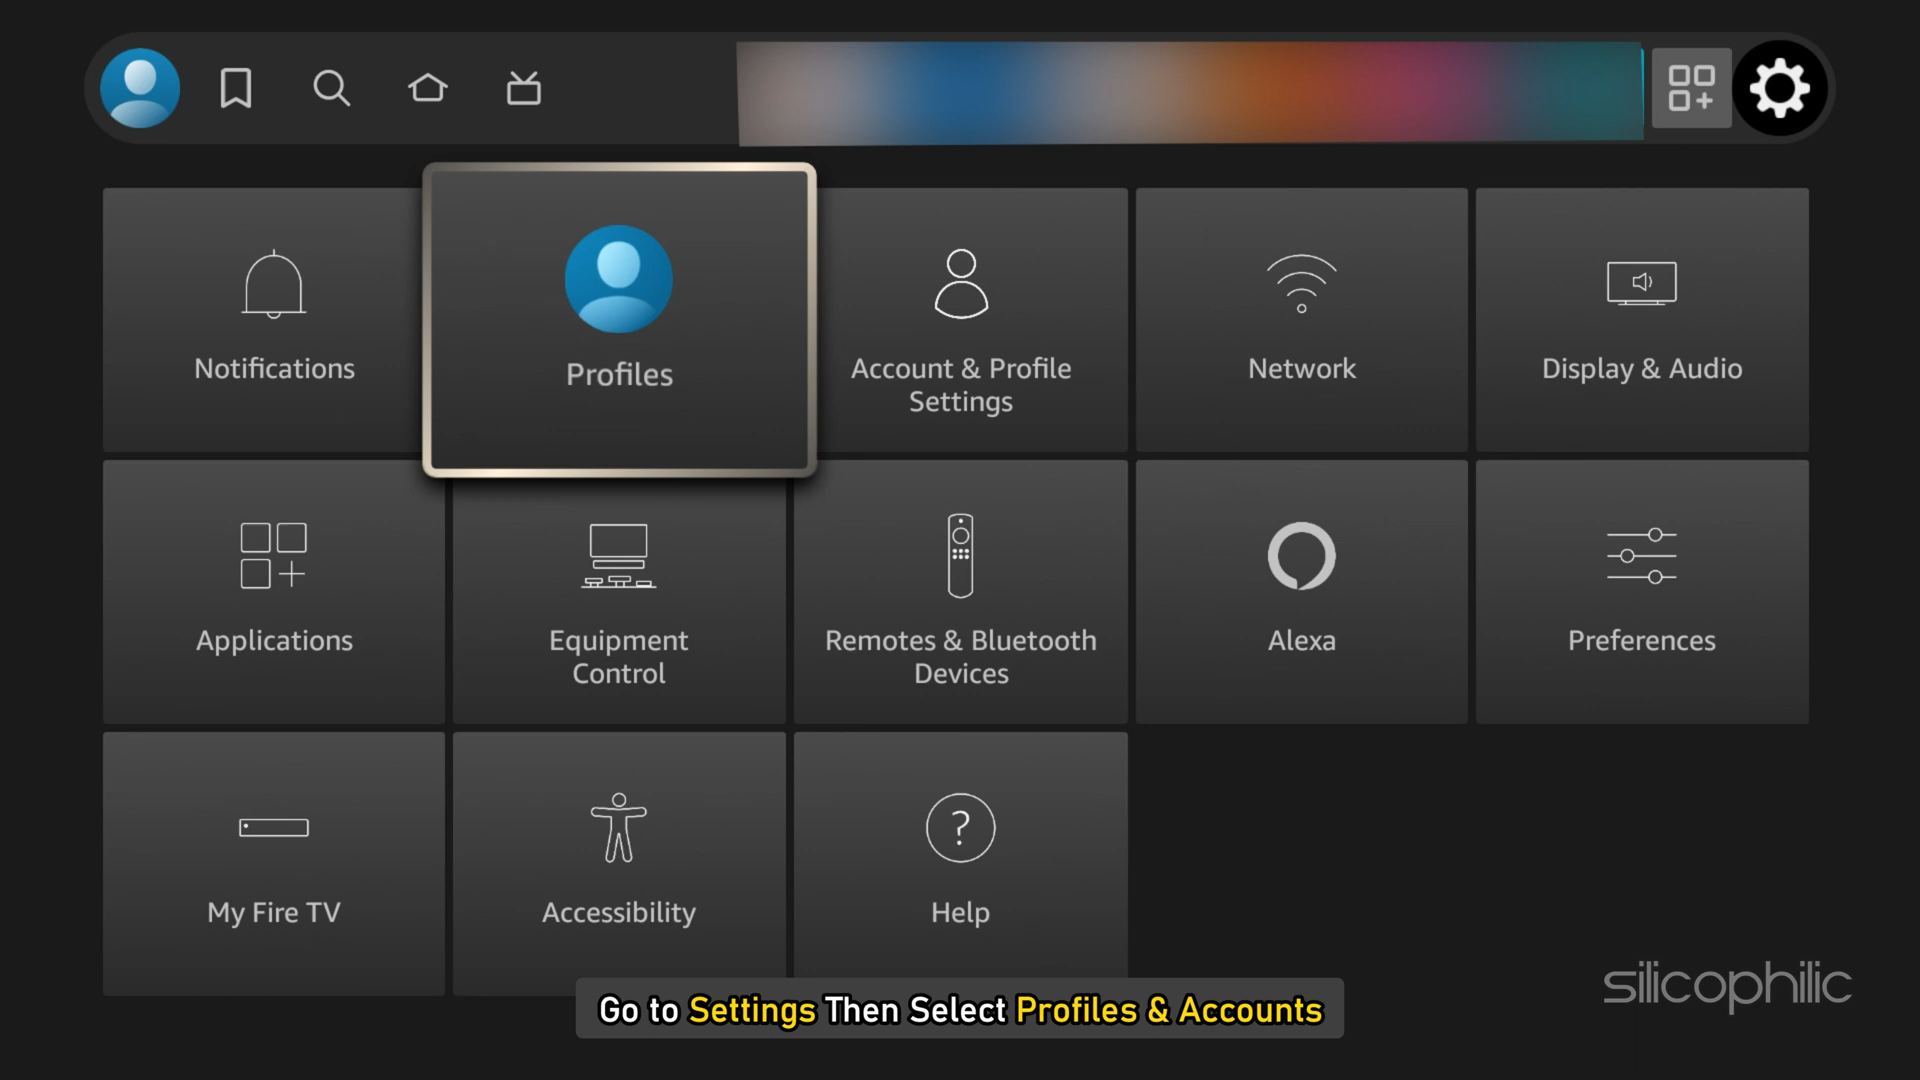 Notifications
Profiles
Account & Profile
Settings
Network
Display & Audio
Applications
Equipment
Control
Remotes & Bluetooth
Devices
Alexa
Preferences
My Fire TV
Accessibility
?
Help
Go to Settings Then Select Profiles & Accounts
silicophilic